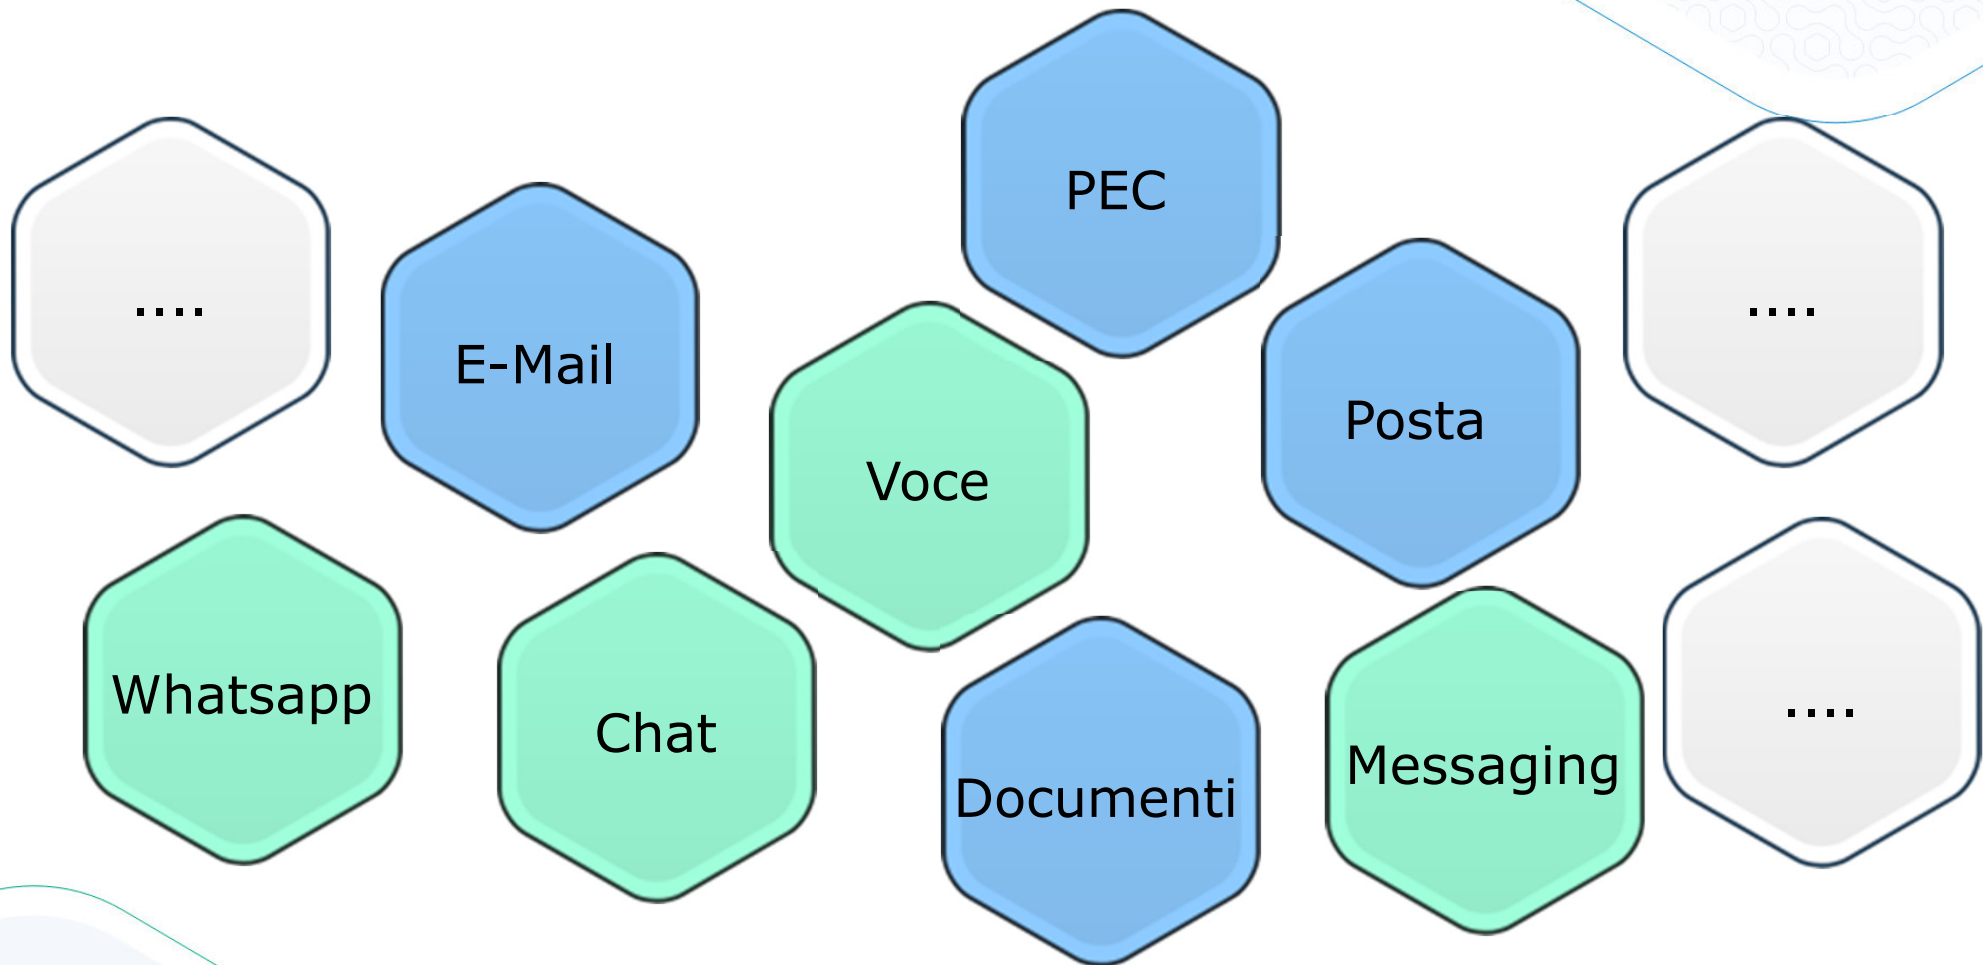 PEC
....
E-Mail
....
Posta
Voce
Whatsapp
Chat
Documenti
Messaging
....